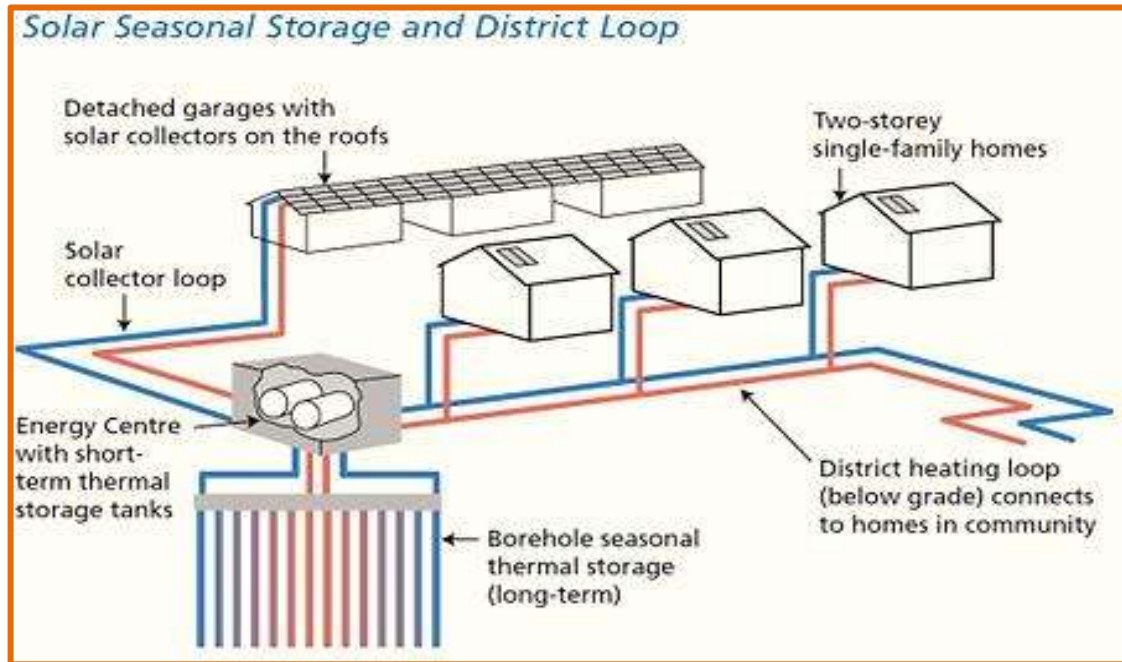 Solar Seasonal Storage and District Loop
Detached garages with
solar collectors on the roofs
Two-storey
single-family homes
Solar
collector loop
Energy Centre
with short-
term thermal
storage tanks
District heating loop
(below grade) connects
to homes in community
Borehole seasonal
thermal storage
(long-term)